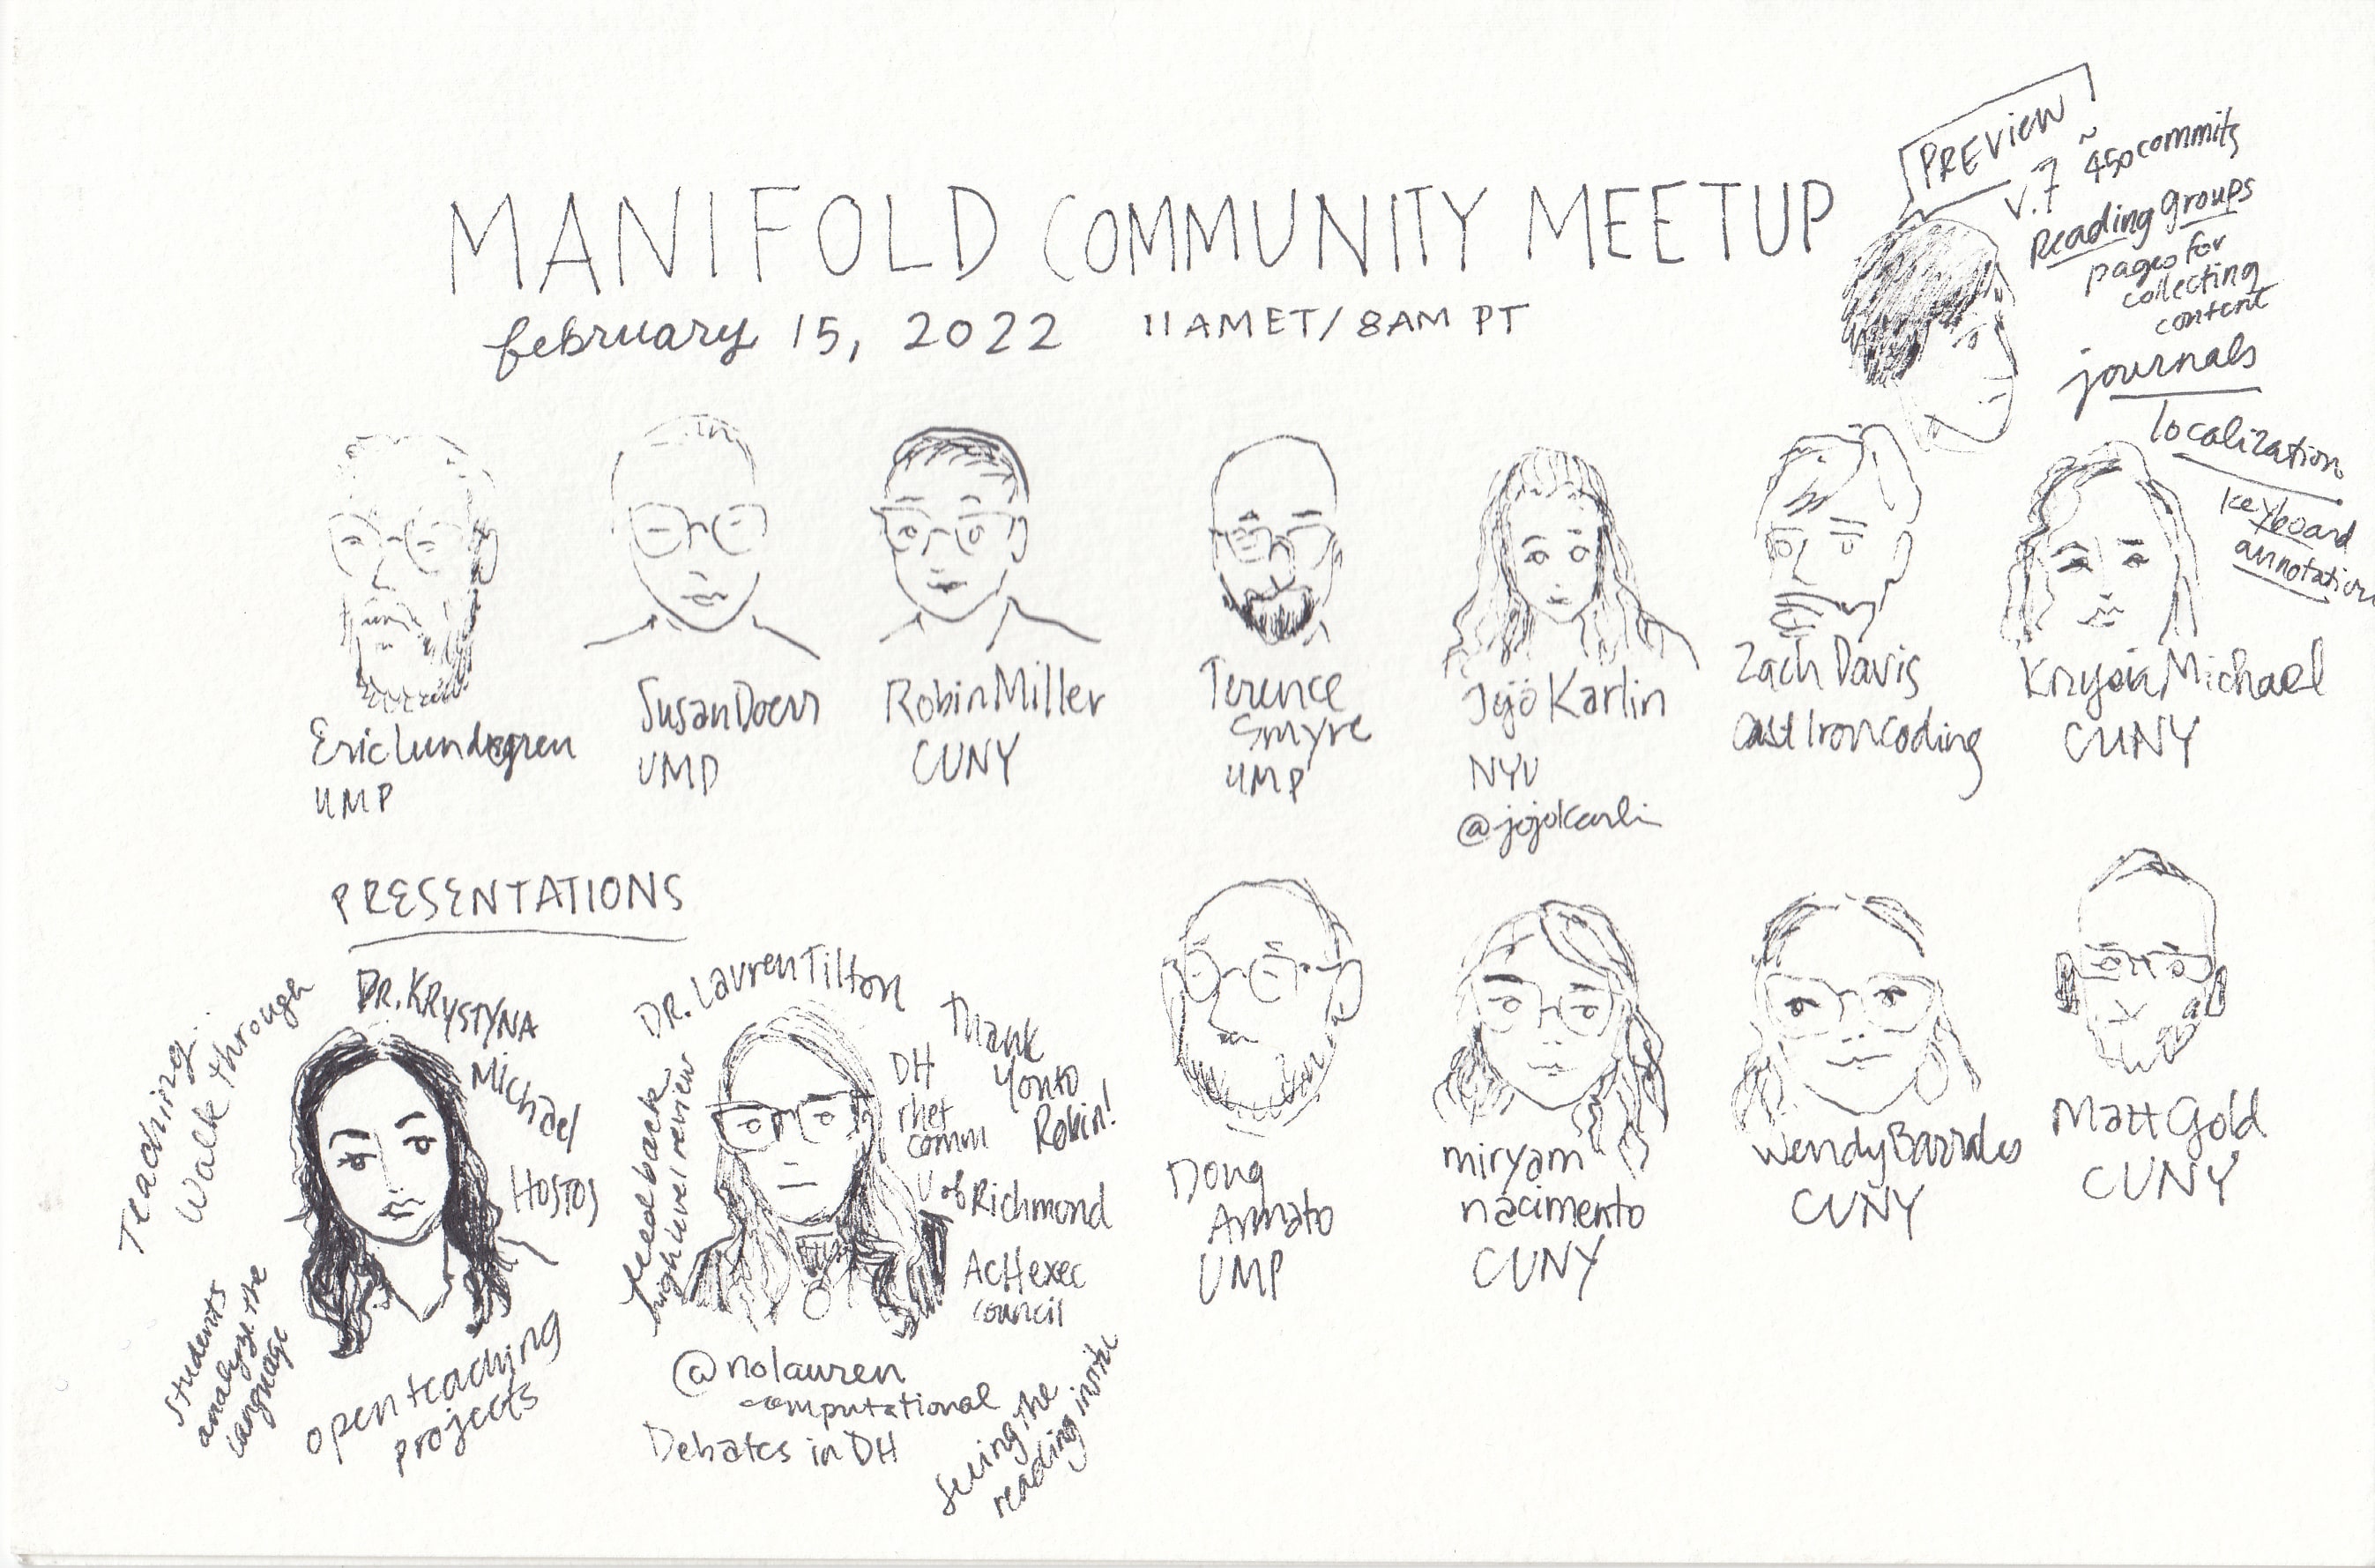 MANIFOLD COMMUNITY MEETUP
february 15, 2022 11AM ET/8AM PT
PREVIEW
v.7 ~ 450 commits
Reading groups
pages for
collecting
content
journals
localization
keyboard
annotation
Eric Lundgren
UMP
Susan Doerr
UMP
Robin Miller
CUNY
Terence
Smyre
UMP
Jojo Karlin
NYU
@jojokarlin
Zach Davis
Cast Iron Coding
Krysia Michael
CUNY
PRESENTATIONS
Teaching...
Walk through
DR. KRYSTYNA
Michael
Hostos
Students
analyze the
language
open teaching
projects
DR. Lauren Tilton
feedback
high level review
DH
rhet
comm
U of Richmond
ACH exec
council
Thank
You to
Robin!
@nolauren
computational
Debates in DH
Seeing the
reading in situ
Doug
Armato
UMP
miryam
nacimento
CUNY
Wendy Barrales
CUNY
Matt Gold
CUNY